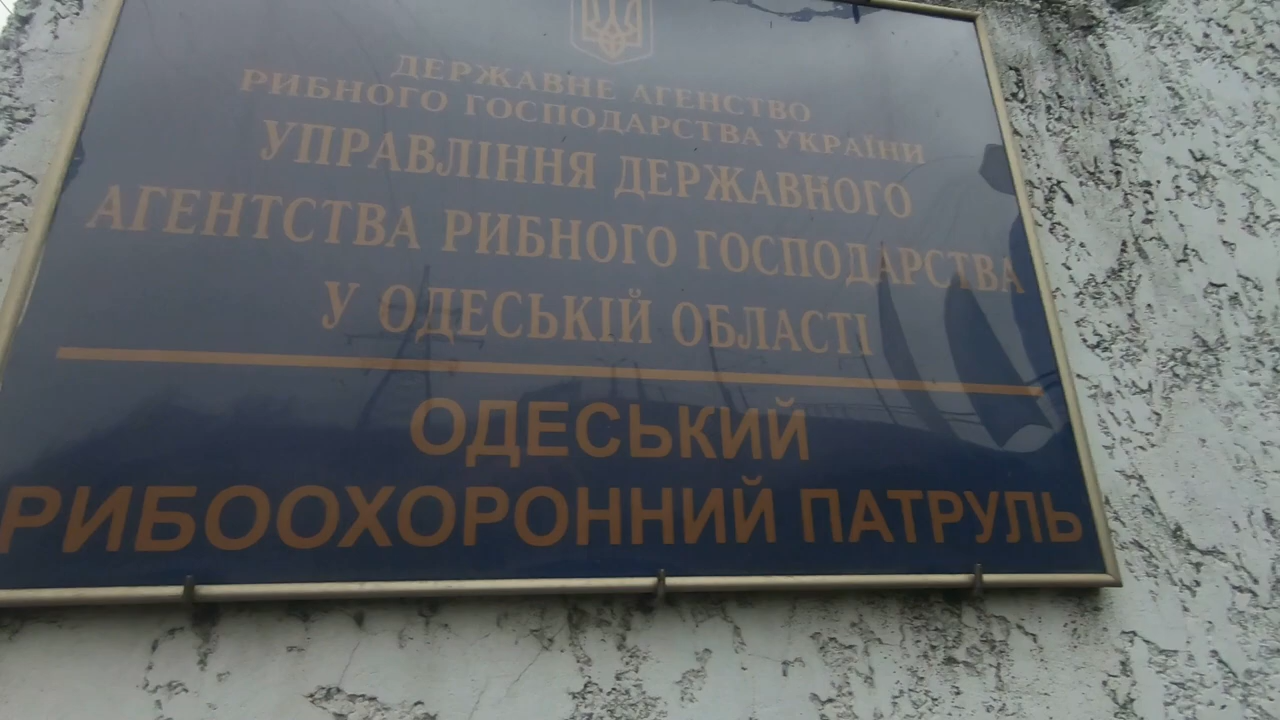 ДЕРЖАВНЕ АГЕНСТВО
РИБНОГО ГОСПОДАРСТВА УКРАЇНИ
УПРАВЛІННЯ ДЕРЖАВНОГО
АГЕНТСТВА РИБНОГО ГОСПОДАРСТВА
У ОДЕСЬКІЙ ОБЛАСТІ
ОДЕСЬКИЙ
РИБООХОРОННИЙ ПАТРУЛЬ